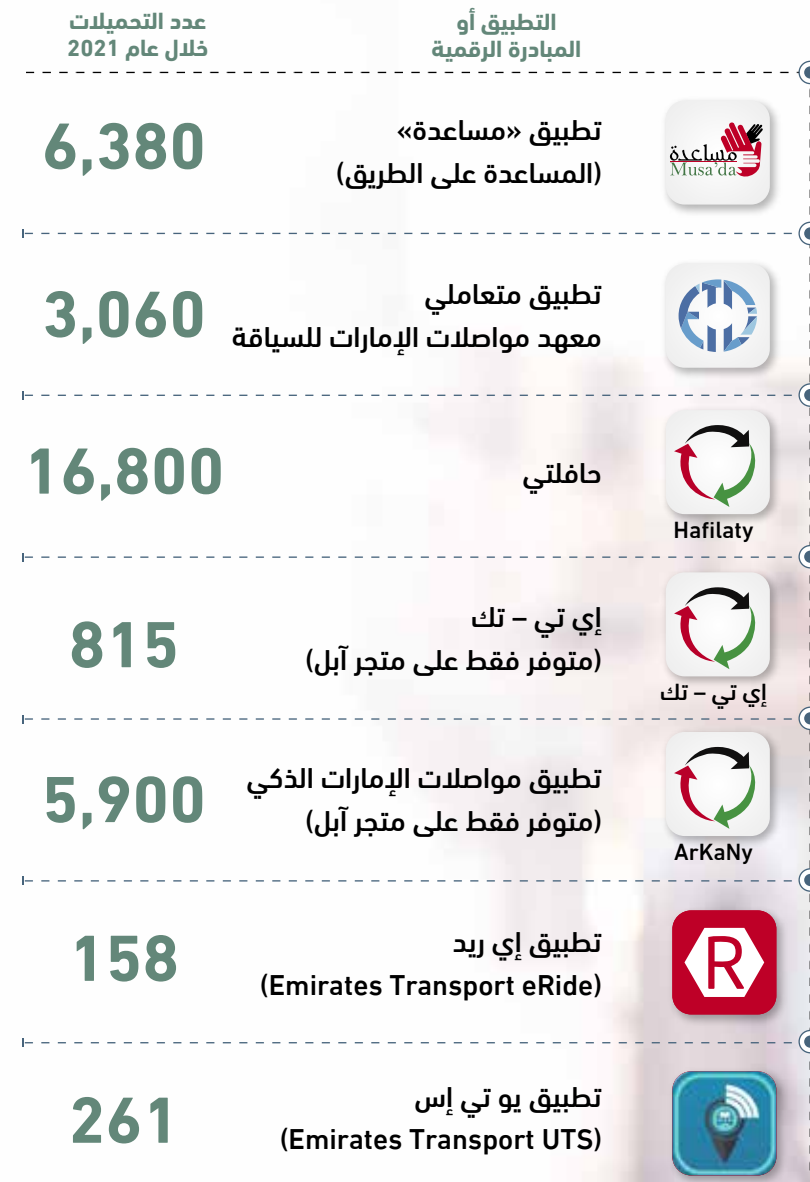 التطبيق أو
المبادرة الرقمية
عدد التحميلات
خلال عام 2021
مساعدة
Musa'da
تطبيق «مساعدة»
(المساعدة على الطريق)
6,380
تطبيق متعاملي
معهد مواصلات الإمارات للسياقة
3,060
Hafilaty
حافلتي
16,800
إي تي – تك
إي تي – تك
(متوفر فقط على متجر آبل)
815
ArKaNy
تطبيق مواصلات الإمارات الذكي
(متوفر فقط على متجر آبل)
5,900
R
تطبيق إي ريد
(Emirates Transport eRide)
158
تطبيق يو تي إس
(Emirates Transport UTS)
261